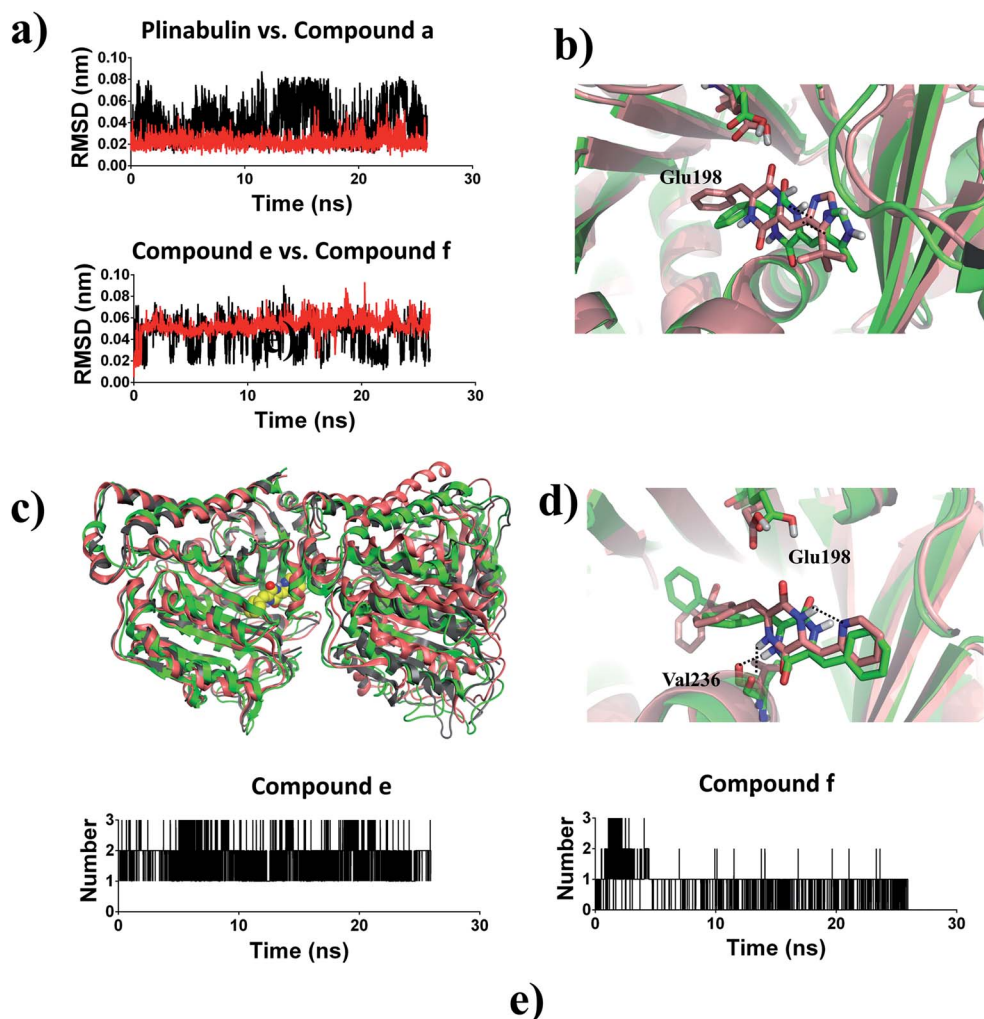 a)
Plinabulin vs. Compound a
RMSD (nm)
0.10
0.08
0.06
0.04
0.02
0.00
0 10 20 30
Time (ns)
Compound e vs. Compound f
RMSD (nm)
0.10
0.08
0.06
0.04
0.02
0.00
e)
0 10 20 30
Time (ns)
b)
Glu198
c)
d)
Glu198
Val236
Compound e
Number
3
2
1
0 10 20 30
Time (ns)
Compound f
Number
3
2
1
0 10 20 30
Time (ns)
e)